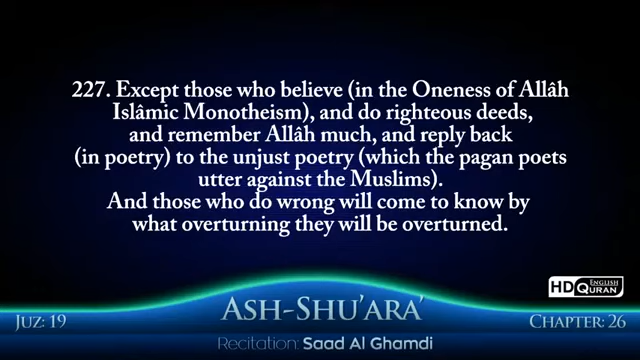 227. Except those who believe (in the Oneness of Allâh
Islâmic Monotheism), and do righteous deeds,
and remember Allâh much, and reply back
(in poetry) to the unjust poetry (which the pagan poets
utter against the Muslims).
And those who do wrong will come to know by
what overturning they will be overturned.
HD ENGLISH QURAN
ASH-SHU'ARA'
JUZ: 19
CHAPTER: 26
Recitation: Saad Al Ghamdi